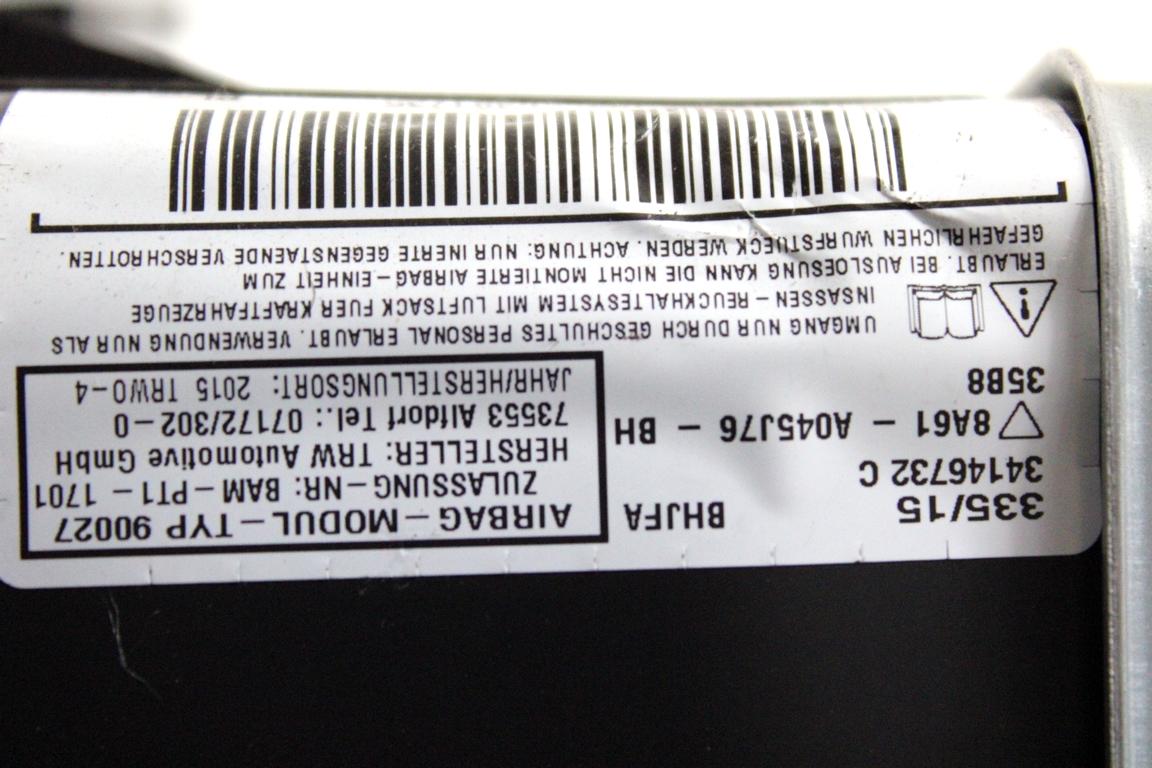 335/15
34146732 C
8A61 - A045J76 - BH
35B8
BHJFA
AIRBAG-MODUL-TYP 90027
ZULASSUNG-NR: BAM-PT1-1701
HERSTELLER: TRW Automotive GmbH
73553 Alfdorf Tel.: 07172/302-0
JAHR/HERSTELLUNGSORT: 2015 TRWO-4
UMGANG NUR DURCH GESCHULTES PERSONAL ERLAUBT. VERWENDUNG NUR ALS
INSASSEN-REUCKHALTESYSTEM MIT LUFTSACK FUER KRAFTFAHRZEUGE
ERLAUBT. BEI AUSLOESUNG KANN DIE NICHT MONTIERTE AIRBAG-EINHEIT ZUM
GEFAEHRLICHEN WURFSTUECK WERDEN. ACHTUNG: NUR INERTE GEGENSTAENDE VERSCHROTTEN.